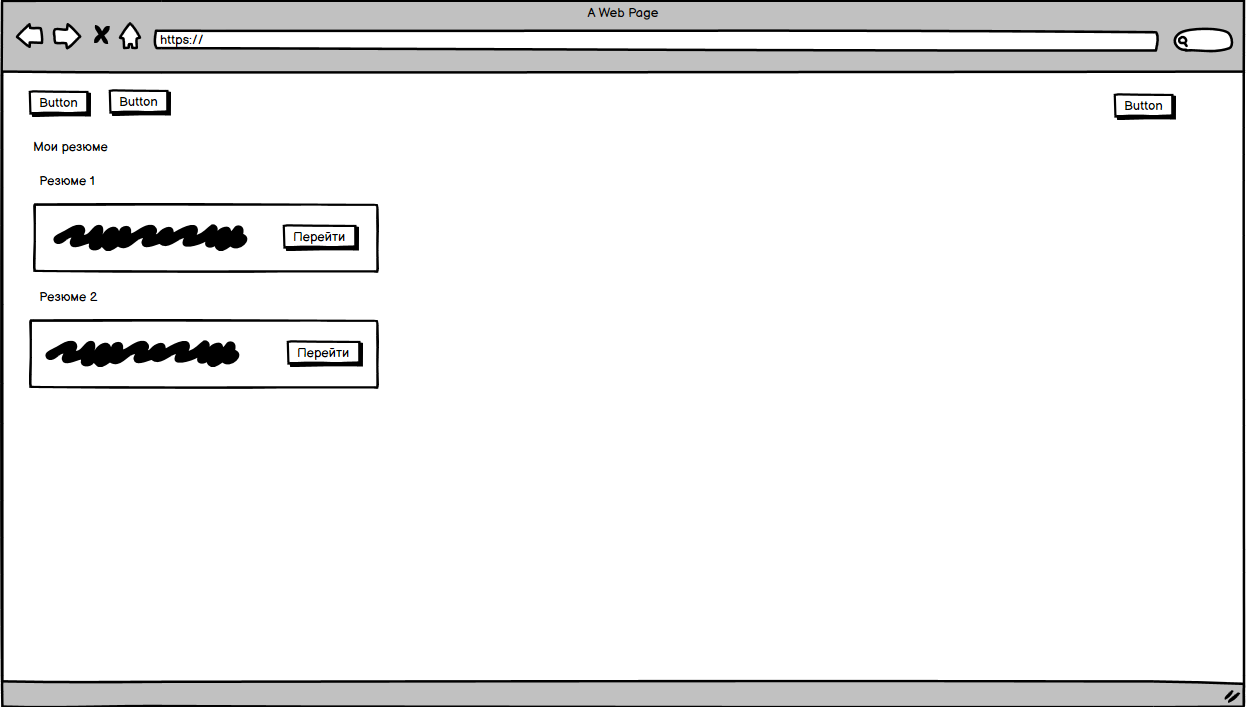 A Web Page
https://
Button Button Button
Мои резюме
Резюме 1
Перейти
Резюме 2
Перейти